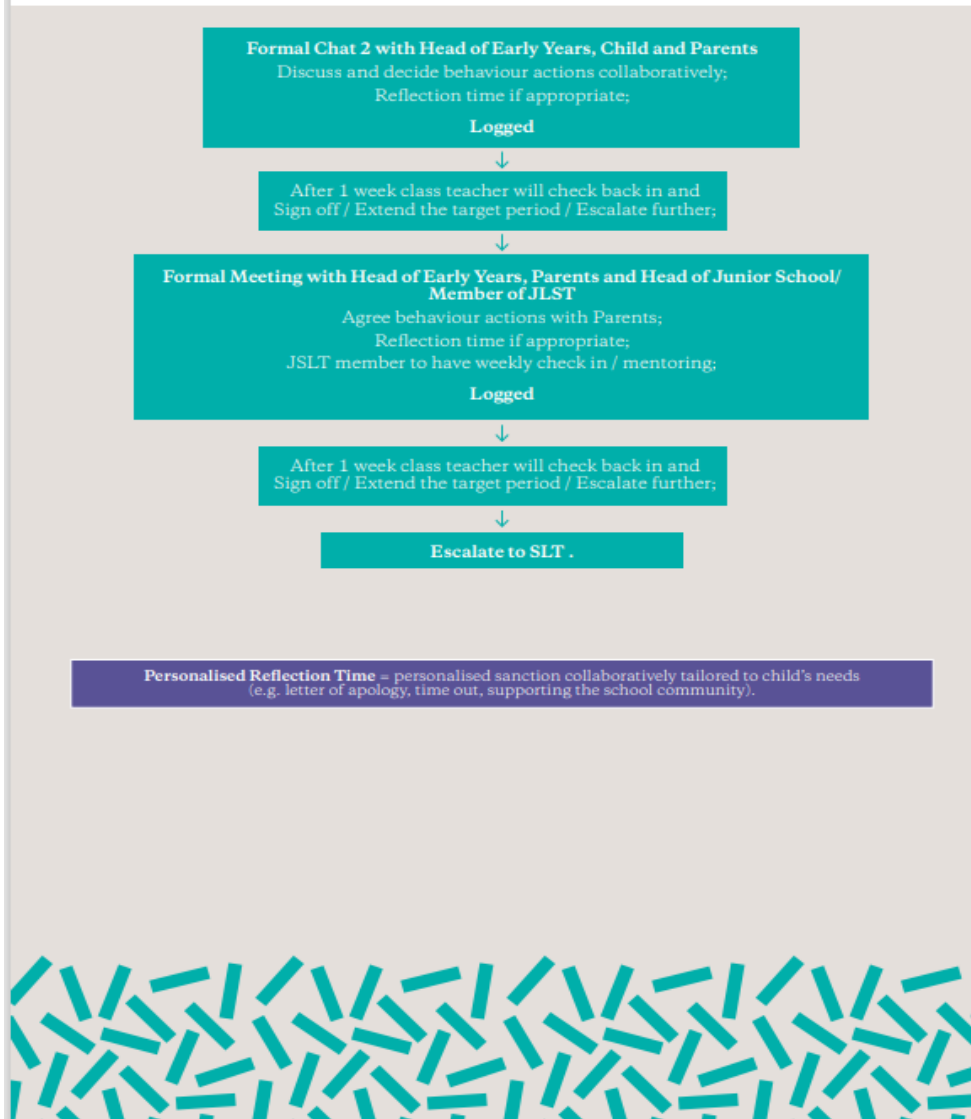 Formal Chat 2 with Head of Early Years, Child and Parents
Discuss and decide behaviour actions collaboratively;
Reflection time if appropriate;
Logged
↓
After 1 week class teacher will check back in and
Sign off / Extend the target period / Escalate further;
↓
Formal Meeting with Head of Early Years, Parents and Head of Junior School/
Member of JLST
Agree behaviour actions with Parents;
Reflection time if appropriate;
JSLT member to have weekly check in / mentoring;
Logged
↓
After 1 week class teacher will check back in and
Sign off / Extend the target period / Escalate further;
↓
Escalate to SLT .
Personalised Reflection Time = personalised sanction collaboratively tailored to child's needs
(e.g. letter of apology, time out, supporting the school community).